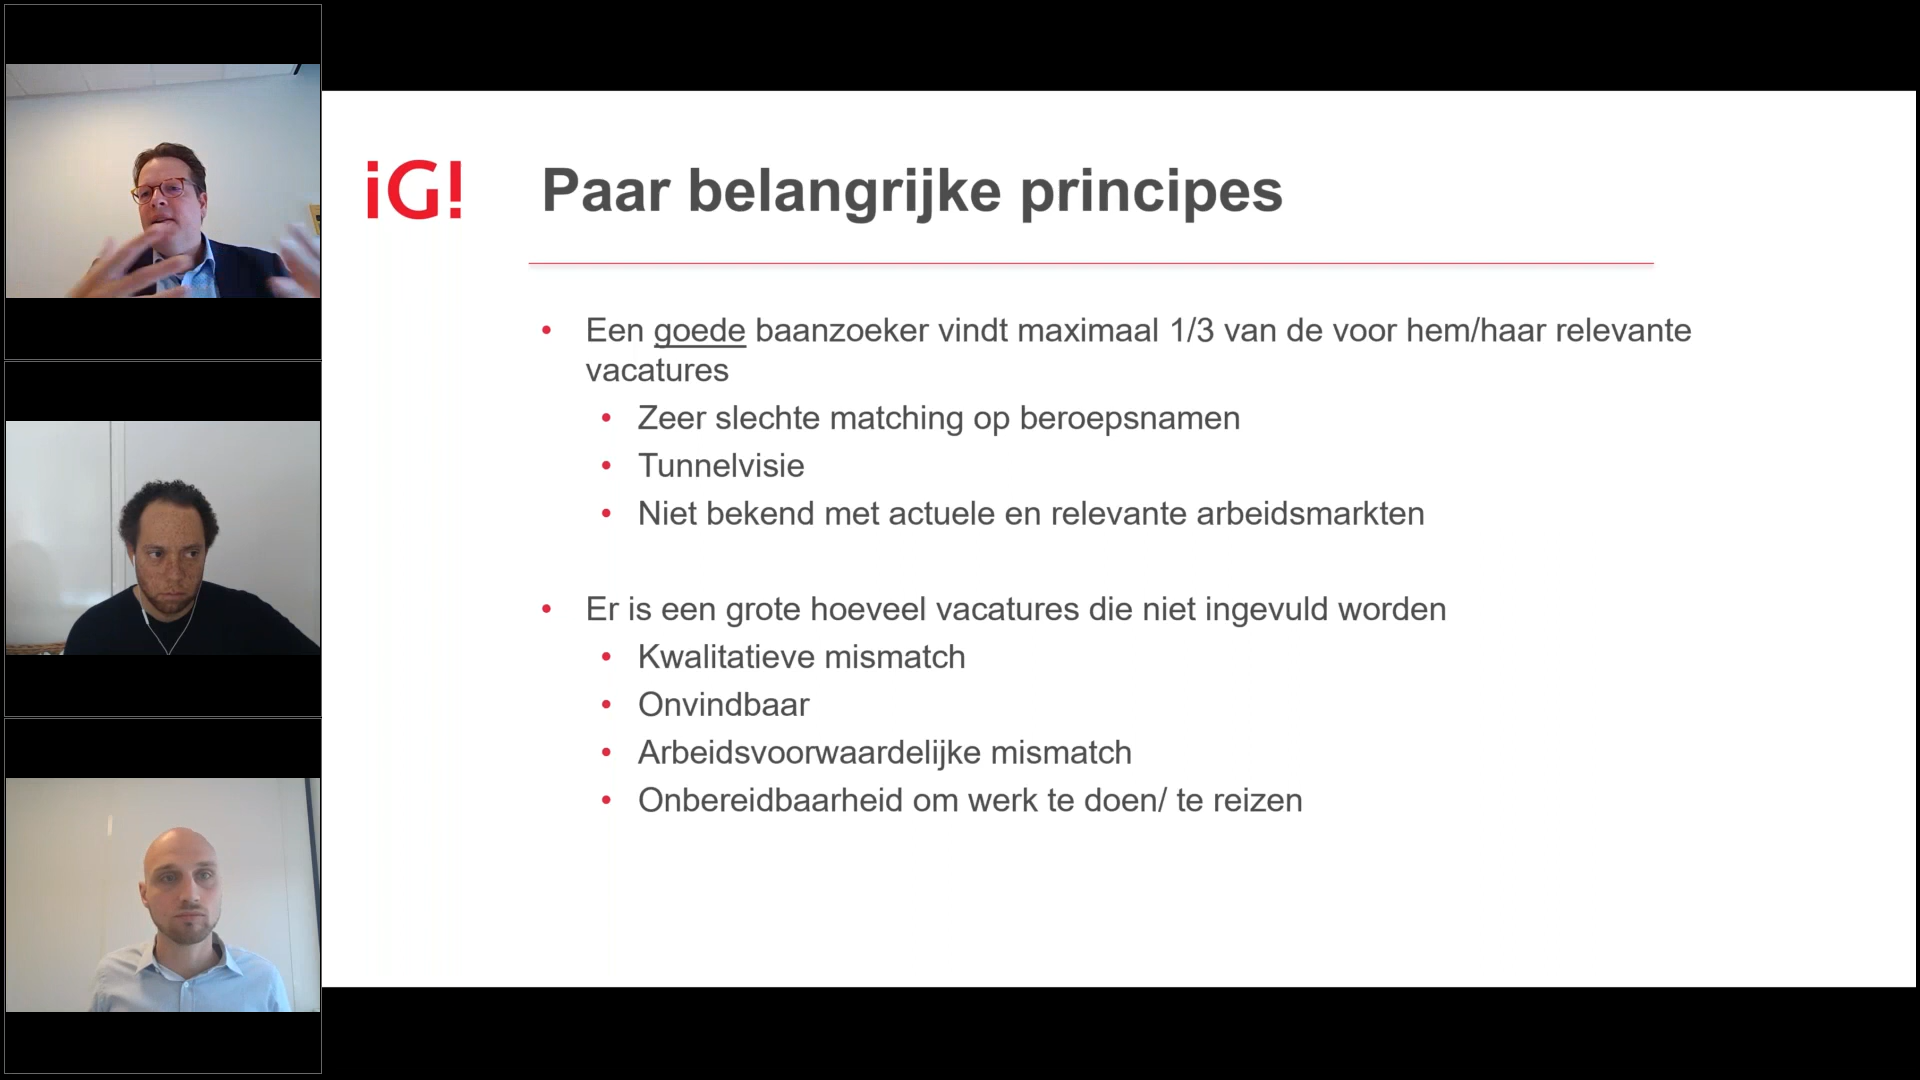 iG!
Paar belangrijke principes
• Een goede baanzoeker vindt maximaal 1/3 van de voor hem/haar relevante
vacatures
• Zeer slechte matching op beroepsnamen
• Tunnelvisie
• Niet bekend met actuele en relevante arbeidsmarkten
• Er is een grote hoeveel vacatures die niet ingevuld worden
• Kwalitatieve mismatch
• Onvindbaar
• Arbeidsvoorwaardelijke mismatch
• Onbereidbaarheid om werk te doen/ te reizen